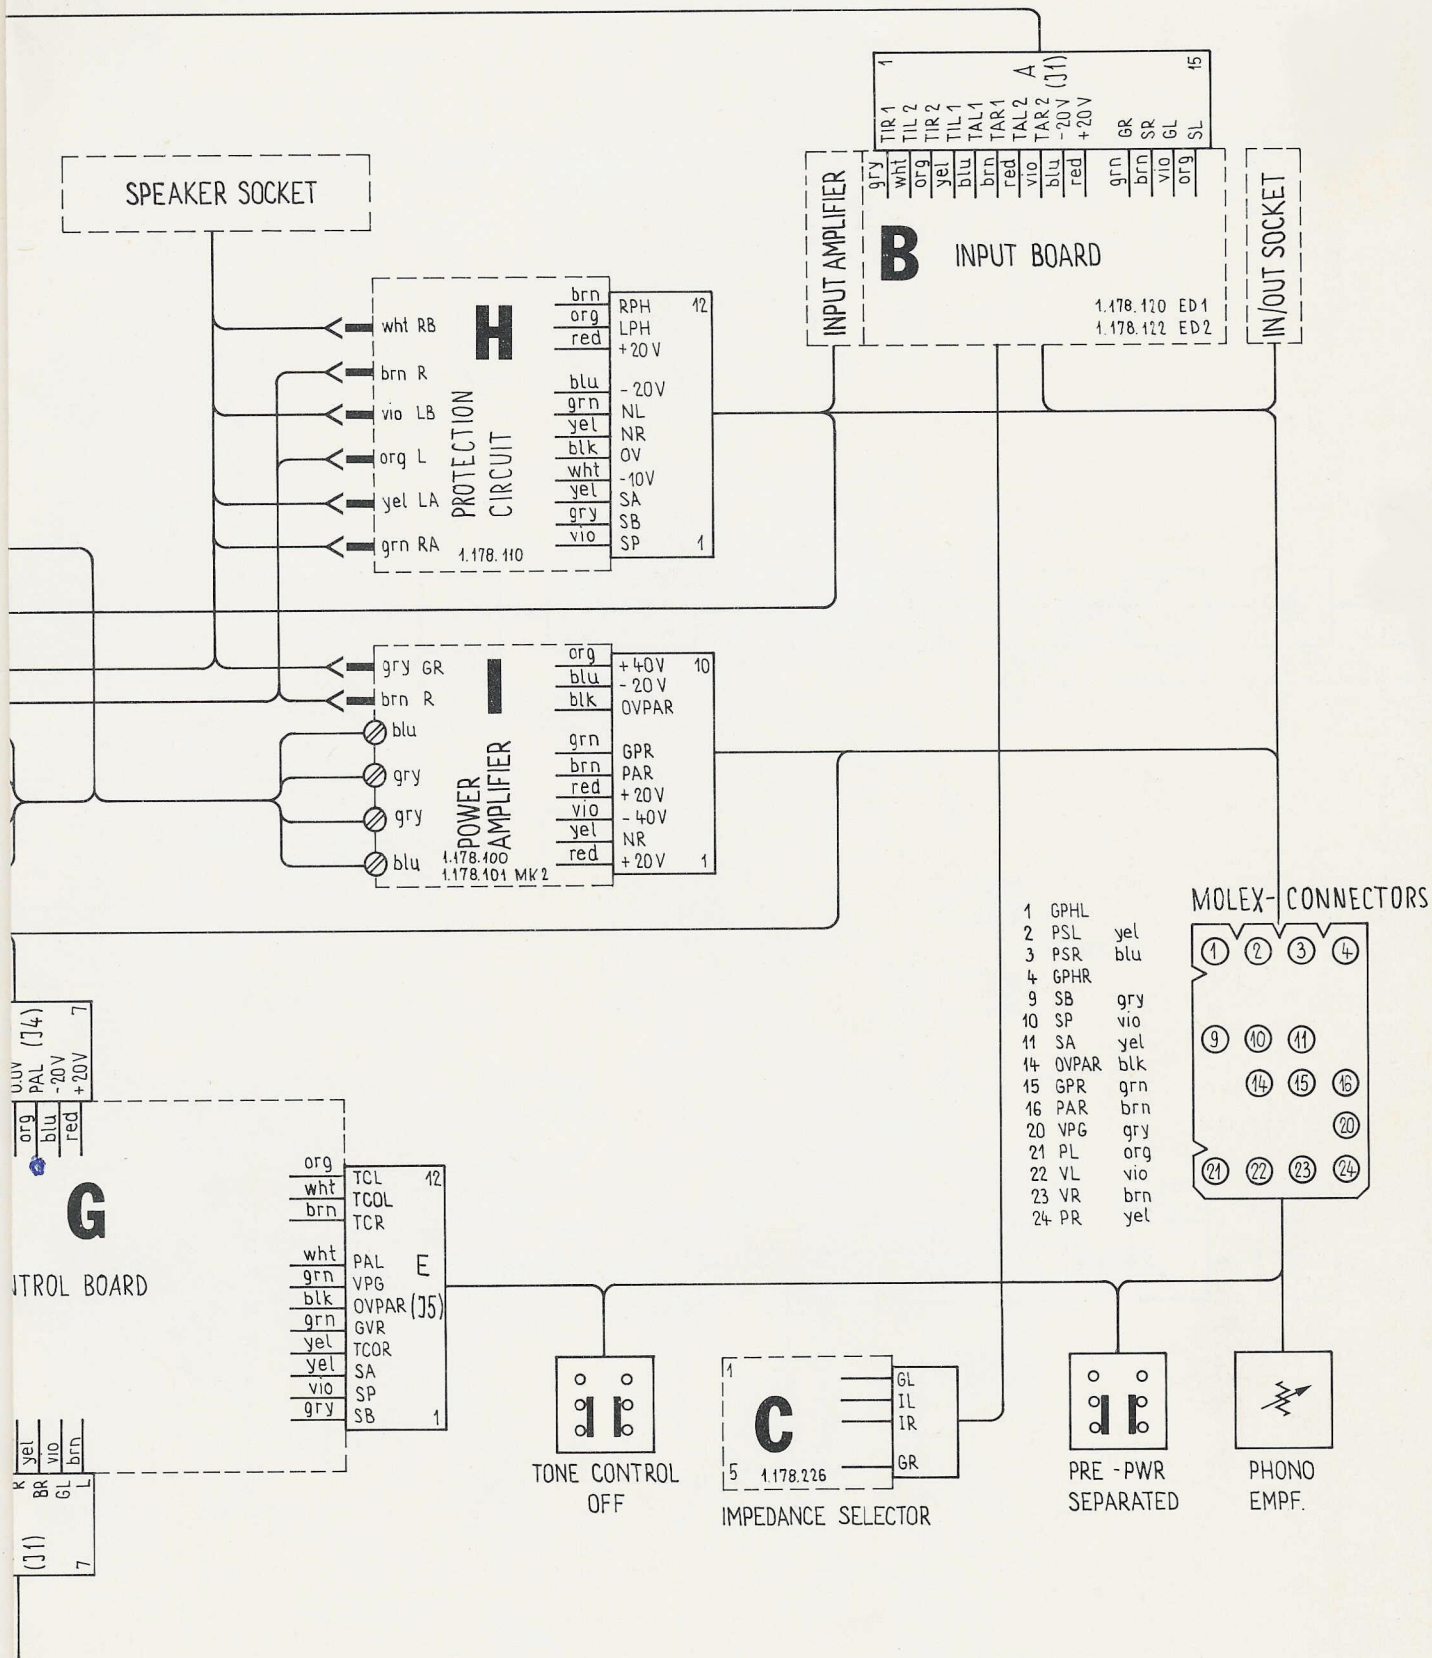 1
15
TIR 1
TIL 2
TIR 2
TIL 1
TAL 1
TAR 1
TAL 2
TAR 2
-20V
+20V
A
(J1)
GR
SR
GL
SL
gry
wht
org
yel
blu
brn
red
vio
blu
red
grn
brn
vio
org
SPEAKER SOCKET
INPUT AMPLIFIER
B INPUT BOARD
1.178.120 ED1
1.178.122 ED2
IN/OUT SOCKET
wht RB
brn R
vio LB
org L
yel LA
grn RA
H
PROTECTION
CIRCUIT
1.178.110
brn RPH 12
org LPH
red +20V
blu -20V
grn NL
yel NR
blk OV
wht -10V
yel SA
gry SB
vio SP 1
gry GR
brn R
blu
gry
gry
blu
I
POWER
AMPLIFIER
1.178.100
1.178.101 MK2
org +40V 10
blu -20V
blk OVPAR
grn GPR
brn PAR
red +20V
vio -40V
yel NR
red +20V 1
MOLEX-CONNECTORS
1 GPHL
2 PSL yel
3 PSR blu
4 GPHR
9 SB gry
10 SP vio
11 SA yel
14 OVPAR blk
15 GPR grn
16 PAR brn
20 VPG gry
21 PL org
22 VL vio
23 VR brn
24 PR yel
1 2 3 4
9 10 11
14 15 16
20
21 22 23 24
PAL (J4)
-20V
+20V
7
org
blu
red
G
NTROL BOARD
org TCL 12
wht TCOL
brn TCR
wht PAL E
grn VPG
blk OVPAR (J5)
grn GVR
yel TCOR
yel SA
vio SP
gry SB 1
yel
vio
brn
R
BR
GL
L
(J1)
7
TONE CONTROL
OFF
1
C
5 1.178.226
GL
IL
IR
GR
IMPEDANCE SELECTOR
PRE-PWR
SEPARATED
PHONO
EMPF.